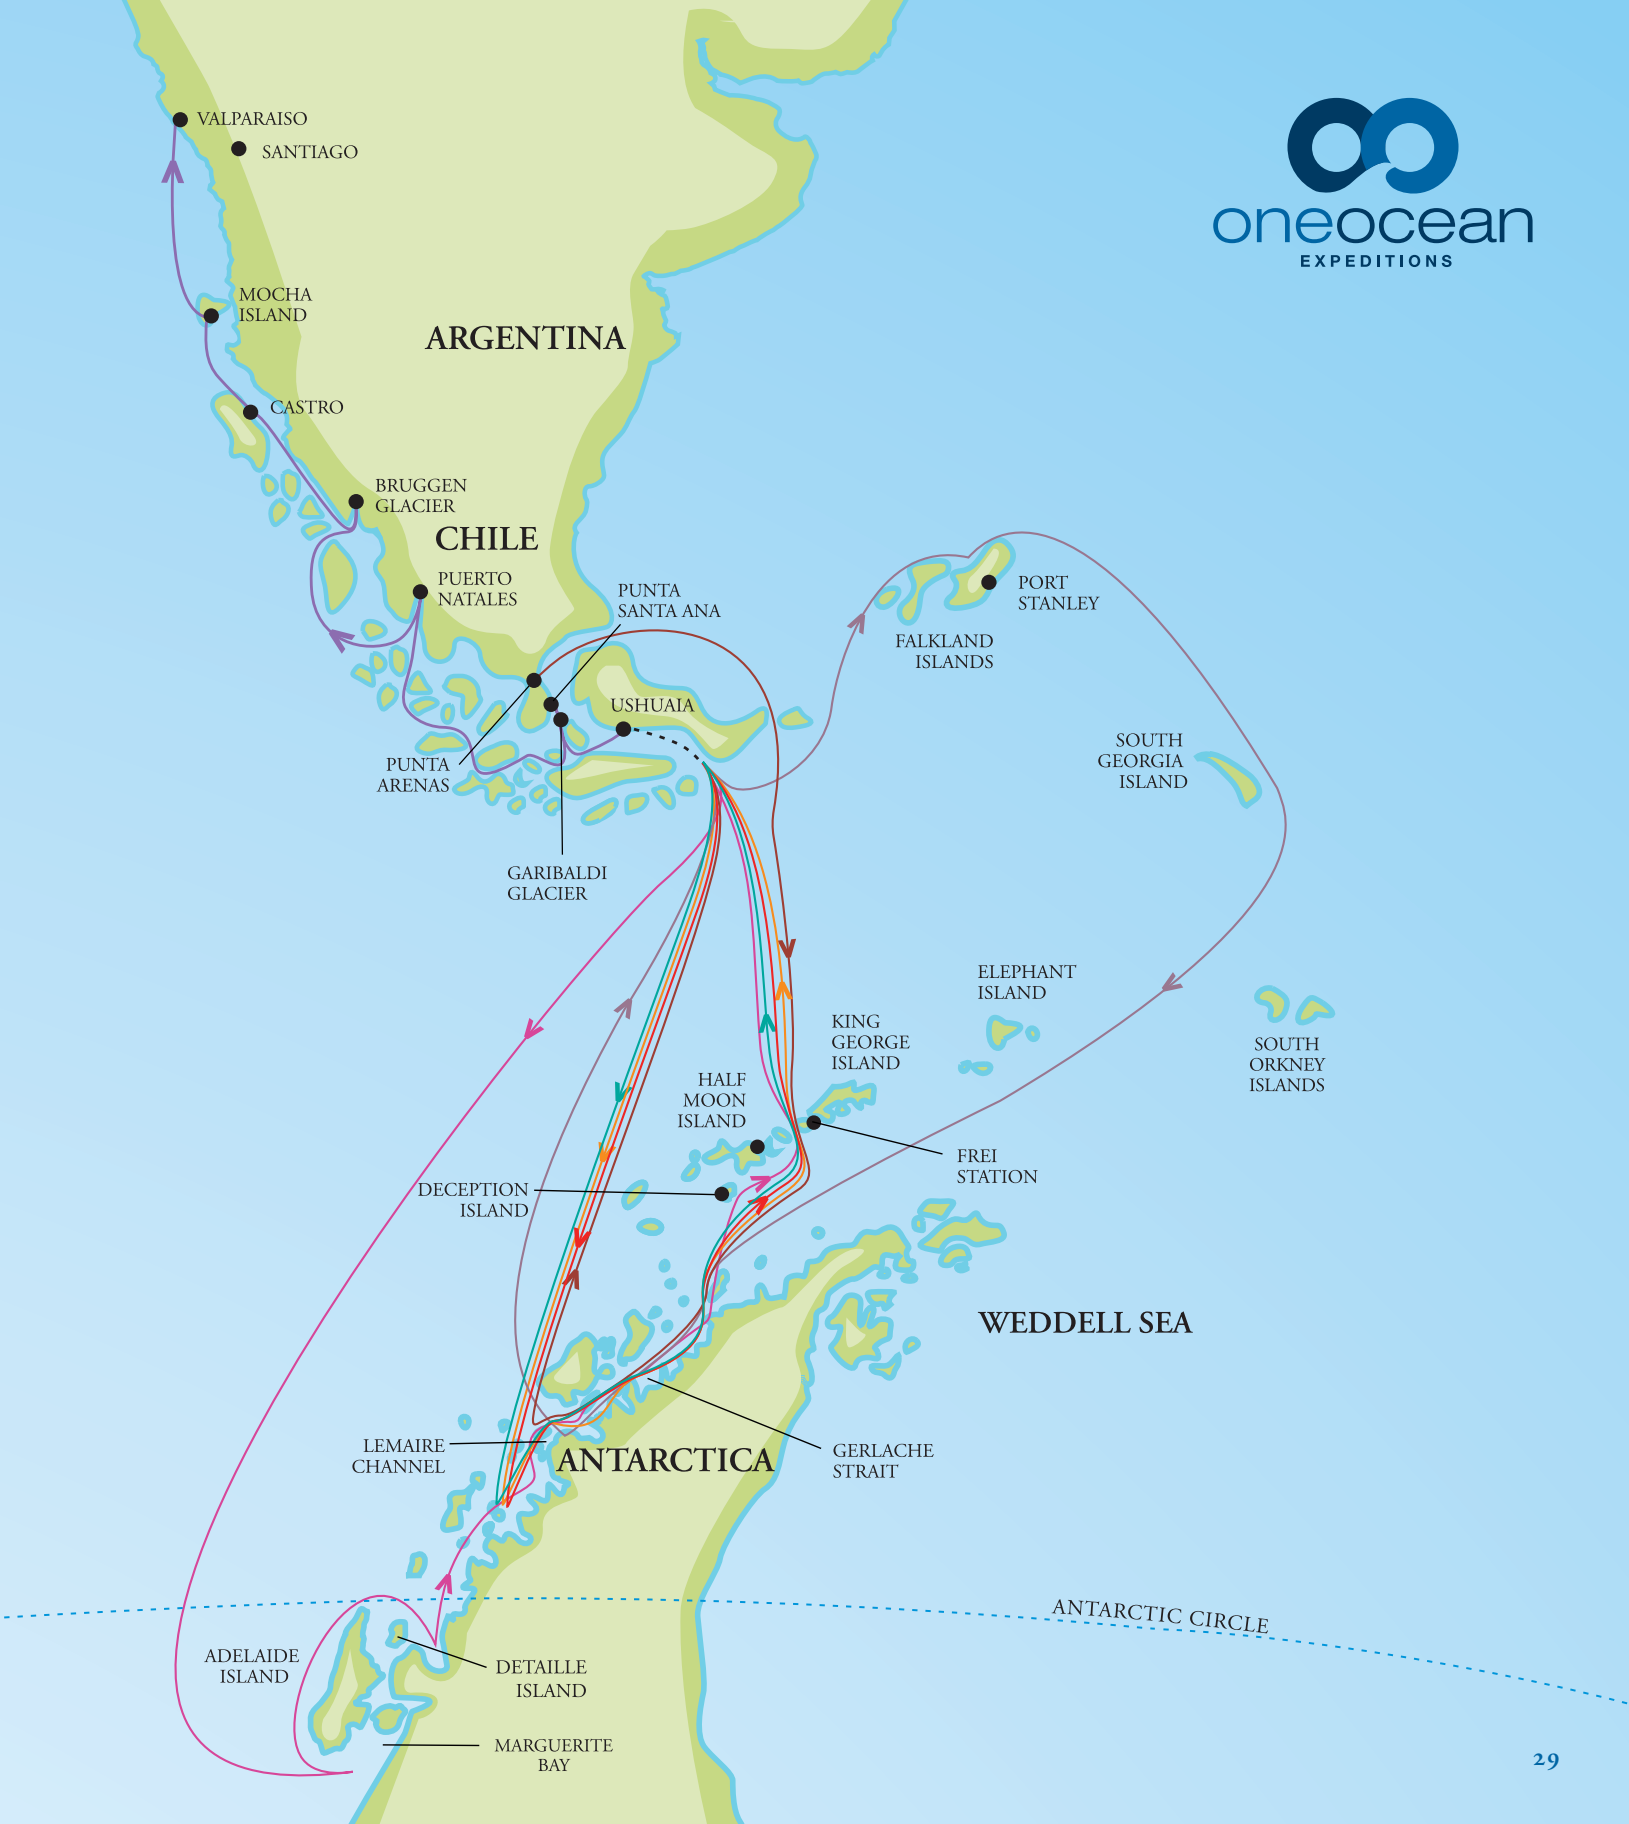 VALPARAISO
SANTIAGO
oneocean
EXPEDITIONS
MOCHA
ISLAND
ARGENTINA
CASTRO
BRUGGEN
GLACIER
CHILE
PUERTO
NATALES
PUNTA
SANTA ANA
PORT
STANLEY
FALKLAND
ISLANDS
USHUAIA
PUNTA
ARENAS
SOUTH
GEORGIA
ISLAND
GARIBALDI
GLACIER
ELEPHANT
ISLAND
KING
GEORGE
ISLAND
SOUTH
ORKNEY
ISLANDS
HALF
MOON
ISLAND
FREI
STATION
DECEPTION
ISLAND
WEDDELL SEA
LEMAIRE
CHANNEL
ANTARCTICA
GERLACHE
STRAIT
ANTARCTIC CIRCLE
ADELAIDE
ISLAND
DETAILLE
ISLAND
MARGUERITE
BAY
29